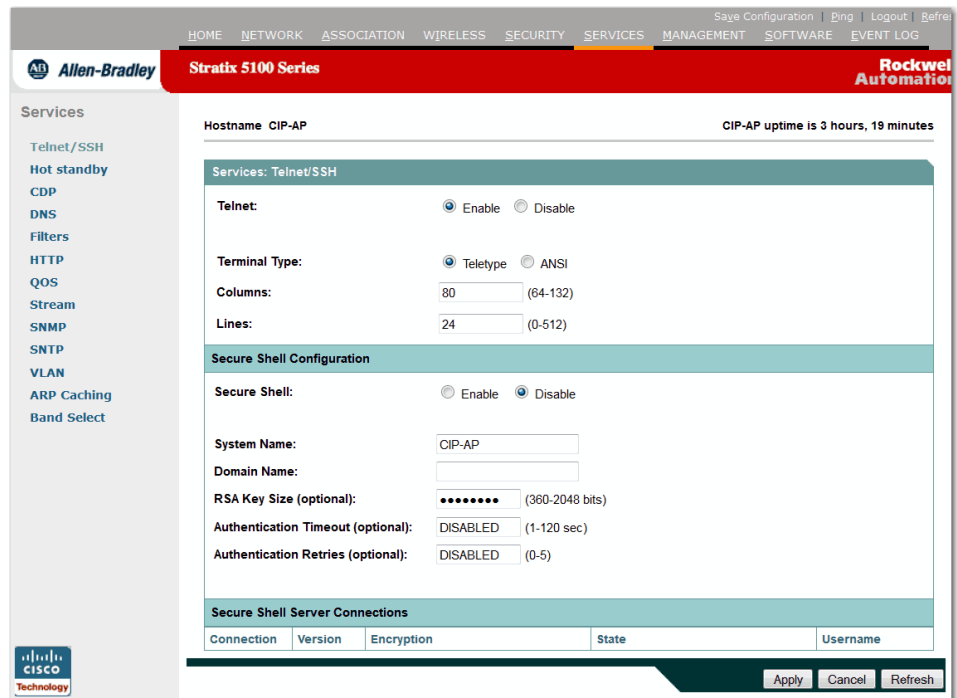 Save Configuration | Ping | Logout | Refre
HOME NETWORK ASSOCIATION WIRELESS SECURITY SERVICES MANAGEMENT SOFTWARE EVENT LOG
AB Allen-Bradley
Stratix 5100 Series
Rockwel
Automation
Services
Telnet/SSH
Hot standby
CDP
DNS
Filters
HTTP
QOS
Stream
SNMP
SNTP
VLAN
ARP Caching
Band Select
Hostname CIP-AP
CIP-AP uptime is 3 hours, 19 minutes
Services: Telnet/SSH
Telnet: Enable Disable
Terminal Type: Teletype ANSI
Columns: 80 (64-132)
Lines: 24 (0-512)
Secure Shell Configuration
Secure Shell: Enable Disable
System Name: CIP-AP
Domain Name:
RSA Key Size (optional): •••••••• (360-2048 bits)
Authentication Timeout (optional): DISABLED (1-120 sec)
Authentication Retries (optional): DISABLED (0-5)
Secure Shell Server Connections
Connection Version Encryption State Username
CISCO
Technology
Apply Cancel Refresh